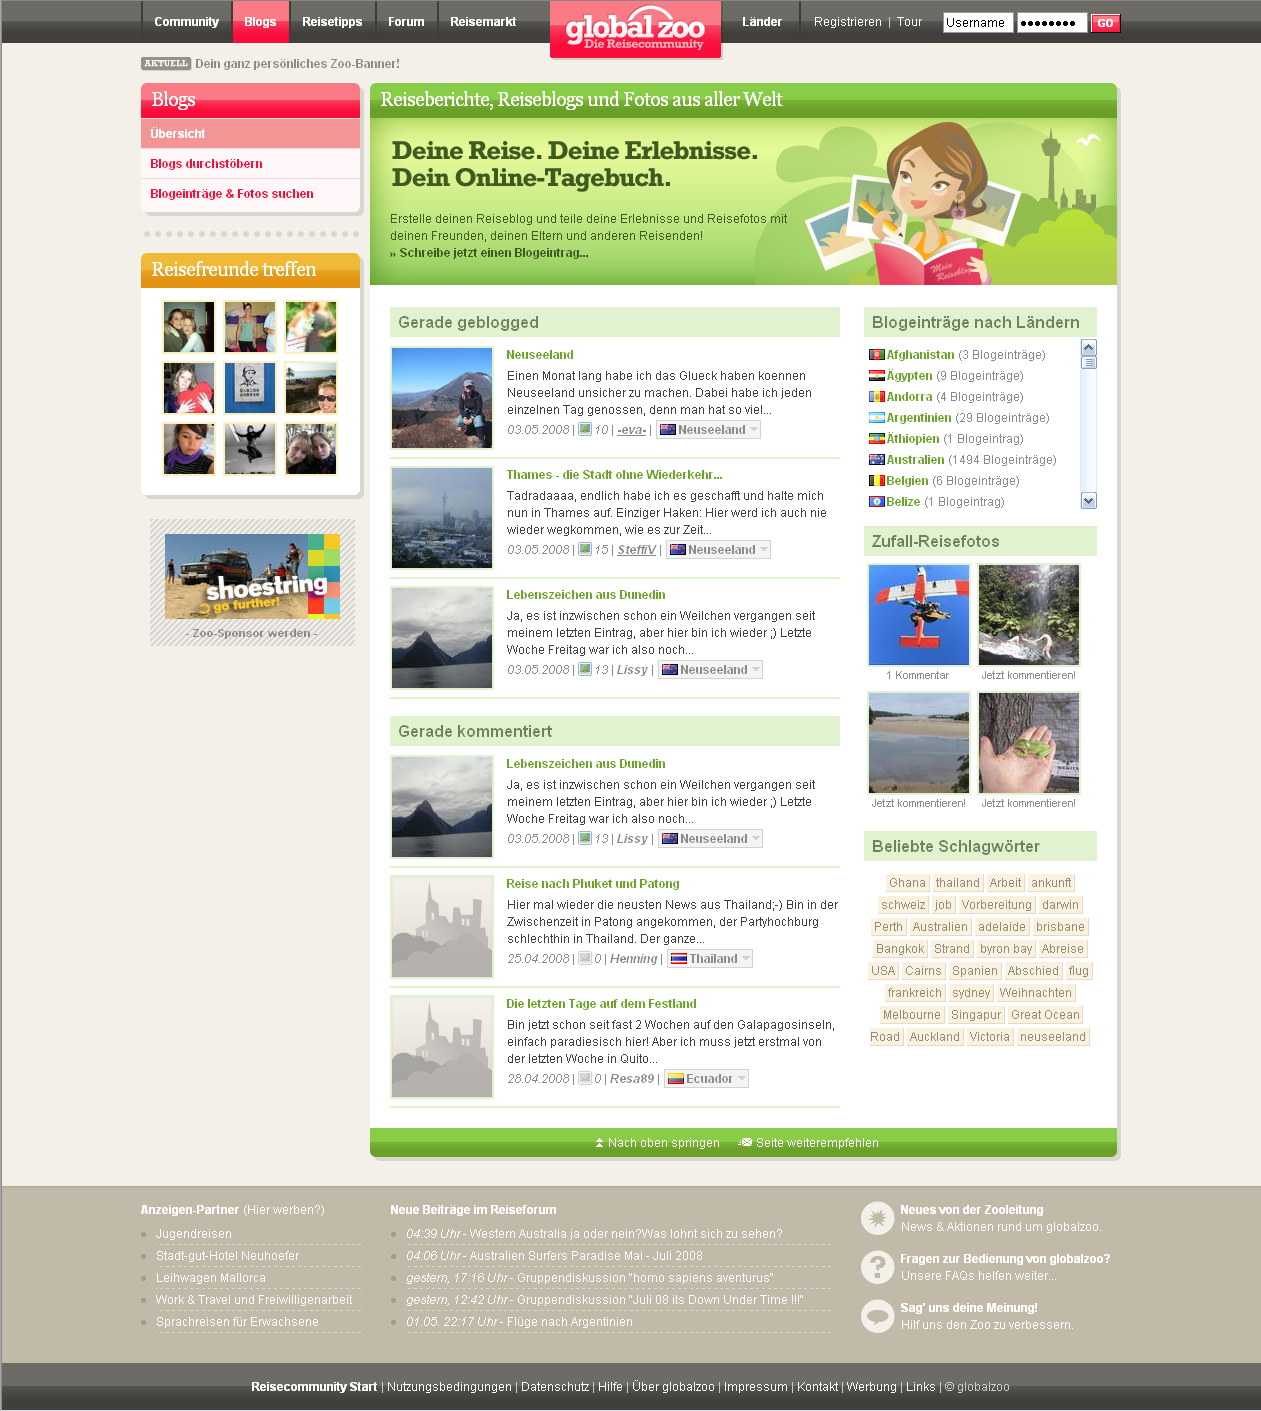 Community Blogs Reisetipps Forum Reisemarkt global zoo Länder Registrieren | Tour Username •••••••• GO
Die Reisecommunity
AKTUELL Dein ganz persönliches Zoo-Banner!
Blogs
Übersicht
Blogs durchstöbern
Blogeinträge & Fotos suchen
Reisefreunde treffen
shoestring
go further!
- Zoo-Sponsor werden -
Reiseberichte, Reiseblogs und Fotos aus aller Welt
Deine Reise. Deine Erlebnisse.
Dein Online-Tagebuch.
Erstelle deinen Reiseblog und teile deine Erlebnisse und Reisefotos mit
deinen Freunden, deinen Eltern und anderen Reisenden!
» Schreibe jetzt einen Blogeintrag...
Mein
Reiseblog
Gerade geblogged
Neuseeland
Einen Monat lang habe ich das Glueck haben koennen
Neuseeland unsicher zu machen. Dabei habe ich jeden
einzelnen Tag genossen, denn man hat so viel...
03.05.2008 | 10 | -eva- | Neuseeland
Thames - die Stadt ohne Wiederkehr...
Tadradaaaa, endlich habe ich es geschafft und halte mich
nun in Thames auf. Einziger Haken: Hier werd ich auch nie
wieder wegkommen, wie es zur Zeit...
03.05.2008 | 15 | SteffiV | Neuseeland
Lebenszeichen aus Dunedin
Ja, es ist inzwischen schon ein Weilchen vergangen seit
meinem letzten Eintrag, aber hier bin ich wieder ;) Letzte
Woche Freitag war ich also noch...
03.05.2008 | 13 | Lissy | Neuseeland
Gerade kommentiert
Lebenszeichen aus Dunedin
Ja, es ist inzwischen schon ein Weilchen vergangen seit
meinem letzten Eintrag, aber hier bin ich wieder ;) Letzte
Woche Freitag war ich also noch...
03.05.2008 | 13 | Lissy | Neuseeland
Reise nach Phuket und Patong
Hier mal wieder die neusten News aus Thailand;-) Bin in der
Zwischenzeit in Patong angekommen, der Partyhochburg
schlechthin in Thailand. Der ganze...
25.04.2008 | 0 | Henning | Thailand
Die letzten Tage auf dem Festland
Bin jetzt schon seit fast 2 Wochen auf den Galapagosinseln,
einfach paradiesisch hier! Aber ich muss jetzt erstmal von
der letzten Woche in Quito...
28.04.2008 | 0 | Resa89 | Ecuador
Blogeinträge nach Ländern
Afghanistan (3 Blogeinträge)
Ägypten (9 Blogeinträge)
Andorra (4 Blogeinträge)
Argentinien (29 Blogeinträge)
Äthiopien (1 Blogeintrag)
Australien (1494 Blogeinträge)
Belgien (6 Blogeinträge)
Belize (1 Blogeintrag)
Zufall-Reisefotos
1 Kommentar Jetzt kommentieren!
Jetzt kommentieren! Jetzt kommentieren!
Beliebte Schlagwörter
Ghana thailand Arbeit ankunft
schweiz job Vorbereitung darwin
Perth Australien adelaide brisbane
Bangkok Strand byron bay Abreise
USA Cairns Spanien Abschied flug
frankreich sydney Weihnachten
Melbourne Singapur Great Ocean
Road Auckland Victoria neuseeland
Nach oben springen Seite weiterempfehlen
Anzeigen-Partner (Hier werben?)
Jugendreisen
Stadt-gut-Hotel Neuhoefer
Leihwagen Mallorca
Work & Travel und Freiwilligenarbeit
Sprachreisen für Erwachsene
Neue Beiträge im Reiseforum
04:39 Uhr - Western Australia ja oder nein?Was lohnt sich zu sehen?
04:06 Uhr - Australien Surfers Paradise Mai - Juli 2008
gestern, 17:16 Uhr - Gruppendiskussion "homo sapiens aventurus"
gestern, 12:42 Uhr - Gruppendiskussion "Juli 08 its Down Under Time !!!"
01.05. 22:17 Uhr - Flüge nach Argentinien
Neues von der Zooleitung
News & Aktionen rund um globalzoo.
Fragen zur Bedienung von globalzoo?
Unsere FAQs helfen weiter...
Sag' uns deine Meinung!
Hilf uns den Zoo zu verbessern.
Reisecommunity Start | Nutzungsbedingungen | Datenschutz | Hilfe | Über globalzoo | Impressum | Kontakt | Werbung | Links | © globalzoo